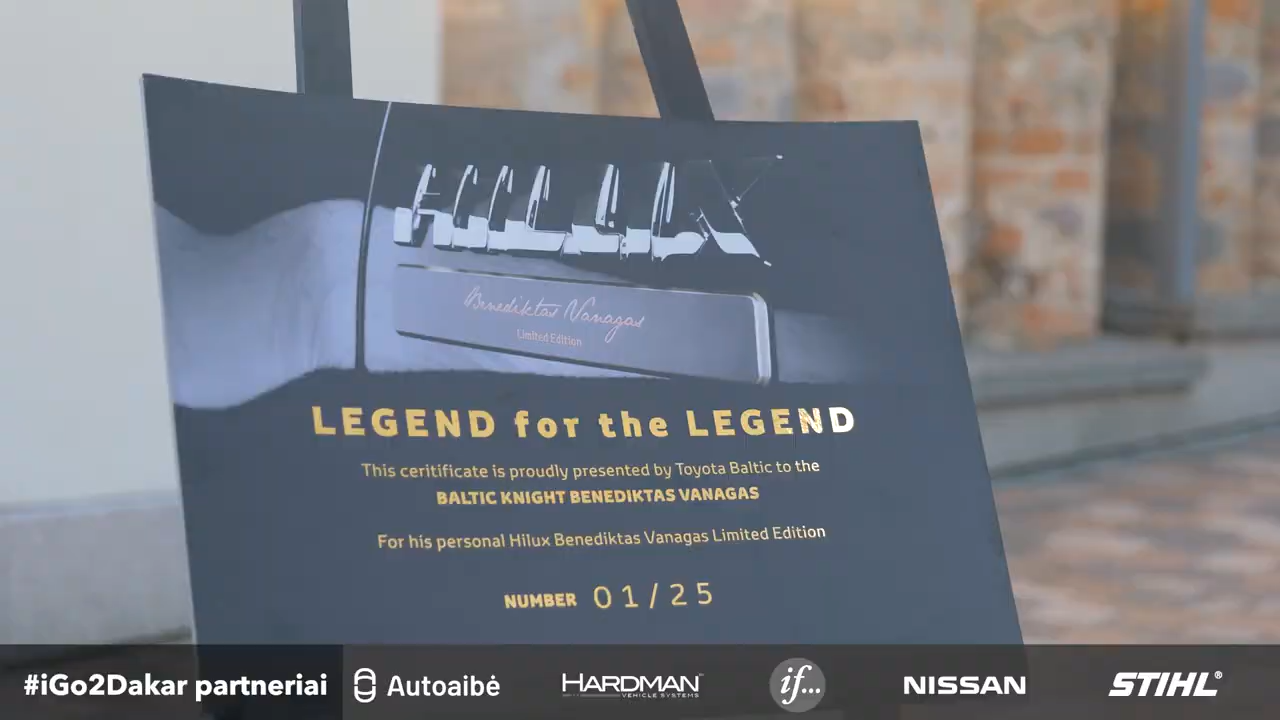 HILUX
Benediktas Vanagas
Limited Edition
LEGEND for the LEGEND
This ceritificate is proudly presented by Toyota Baltic to the
BALTIC KNIGHT BENEDIKTAS VANAGAS
For his personal Hilux Benediktas Vanagas Limited Edition
NUMBER 01/25
#iGo2Dakar partneriai
Autoaibė
HARDMAN
VEHICLE SYSTEMS
if...
NISSAN
STIHL®